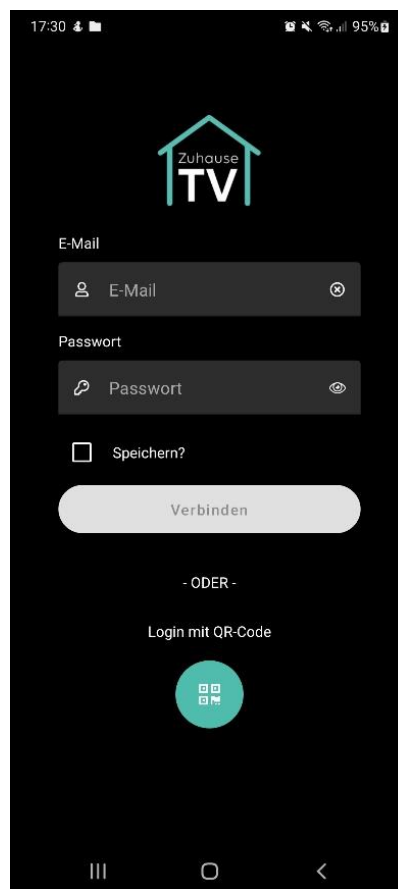 17:30 95%
Zuhause
TV
E-Mail
E-Mail
Passwort
Passwort
Speichern?
Verbinden
- ODER -
Login mit QR-Code